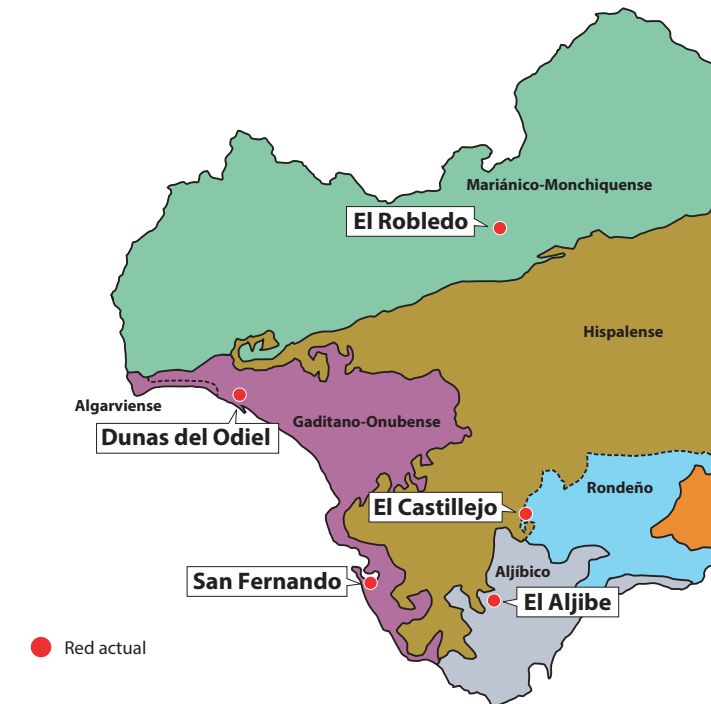 Mariánico-Monchiquense
El Robledo
Hispalense
Algarviense
Gaditano-Onubense
Dunas del Odiel
Rondeño
El Castillejo
Aljíbico
San Fernando
El Aljibe
Red actual